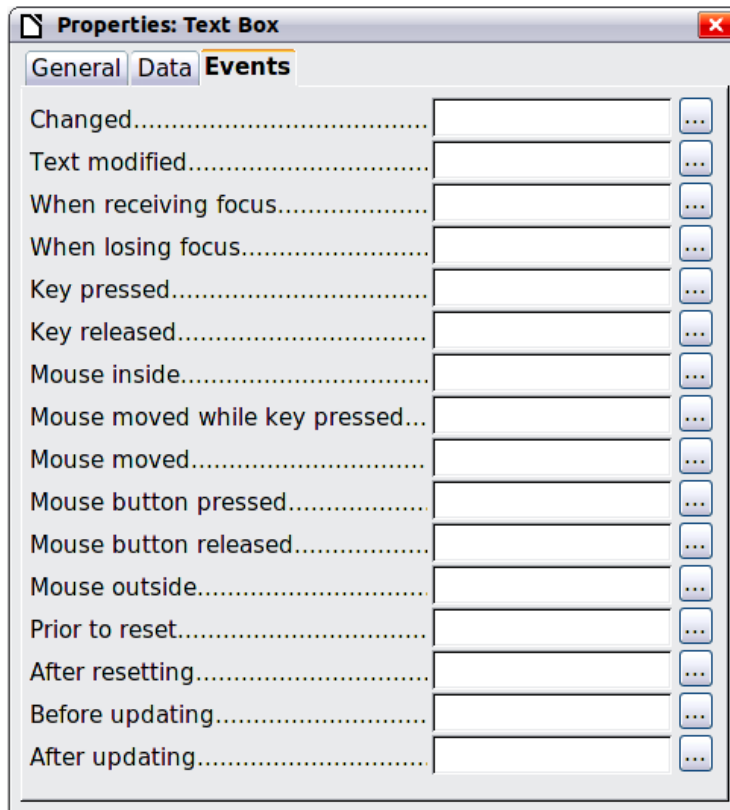 Properties: Text Box
General Data Events
Changed.................................... ...
Text modified............................. ...
When receiving focus.................. ...
When losing focus....................... ...
Key pressed............................... ...
Key released.............................. ...
Mouse inside.............................. ...
Mouse moved while key pressed... ...
Mouse moved............................. ...
Mouse button pressed................. ...
Mouse button released................ ...
Mouse outside............................ ...
Prior to reset.............................. ...
After resetting............................ ...
Before updating.......................... ...
After updating............................ ...